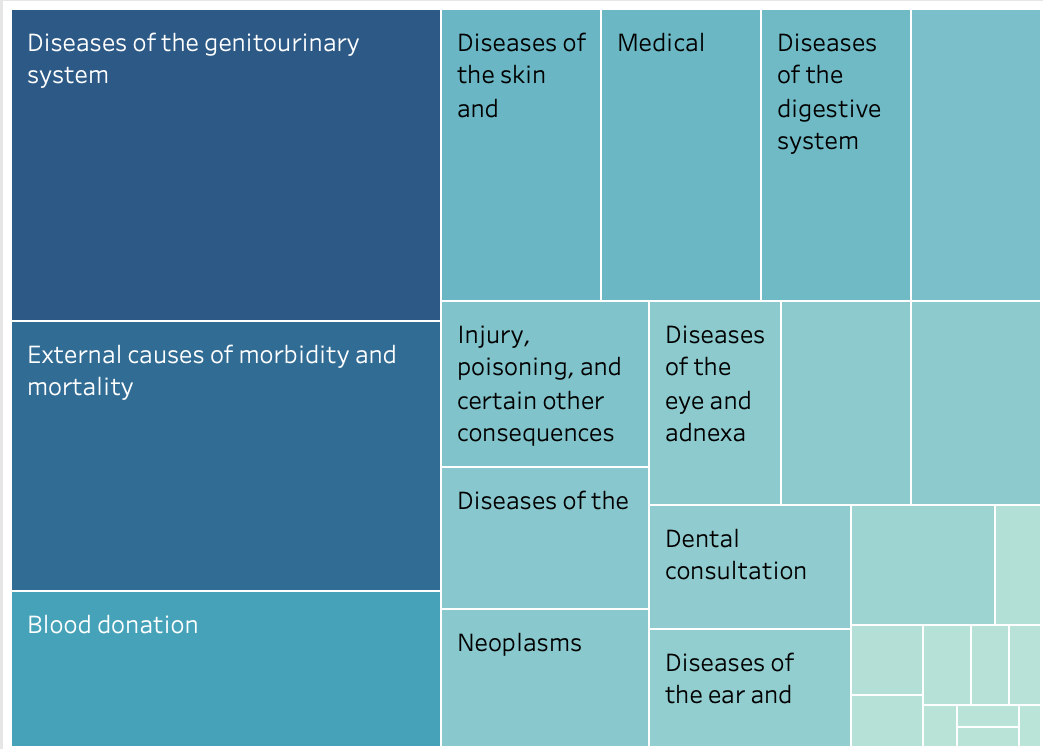 Diseases of the genitourinary
system
External causes of morbidity and
mortality
Blood donation
Diseases of
the skin
and
Medical
Diseases
of the
digestive
system
Injury,
poisoning, and
certain other
consequences
Diseases
of the
eye and
adnexa
Diseases of the
Neoplasms
Dental
consultation
Diseases of
the ear and